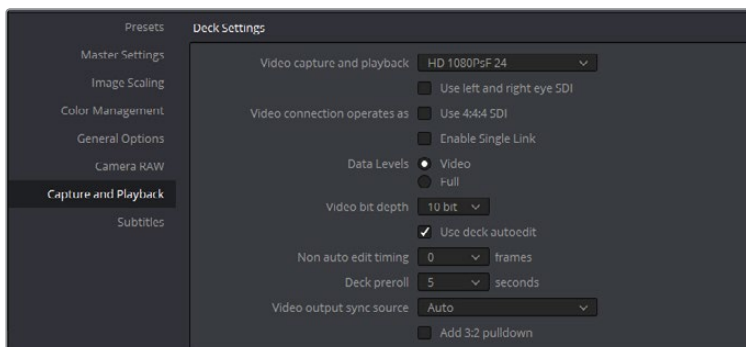 Presets
Master Settings
Image Scaling
Color Management
General Options
Camera RAW
Capture and Playback
Subtitles
Deck Settings
Video capture and playback HD 1080PsF 24
Use left and right eye SDI
Video connection operates as Use 4:4:4 SDI
Enable Single Link
Data Levels Video
Full
Video bit depth 10 bit
Use deck autoedit
Non auto edit timing 0 frames
Deck preroll 5 seconds
Video output sync source Auto
Add 3:2 pulldown